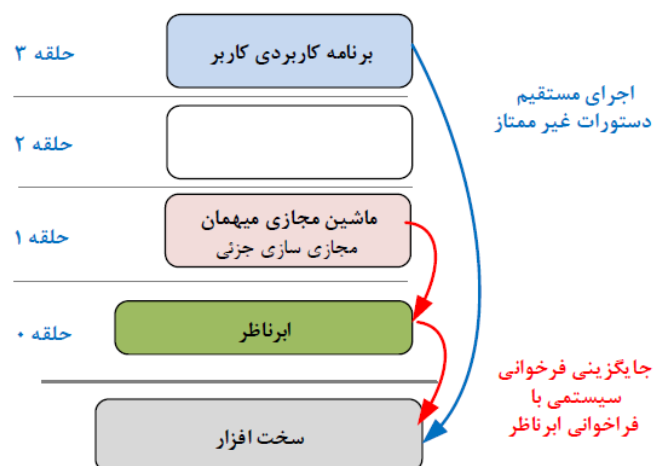 برنامه کاربردی کاربر
حلقه ۳
اجرای مستقیم
دستورات غیر ممتاز
حلقه ۲
ماشین مجازی میهمان
مجازی سازی جزئی
حلقه ۱
ابرناظر
حلقه ۰
جایگزینی فرخوانی
سیستمی با
فراخوانی ابرناظر
سخت افزار